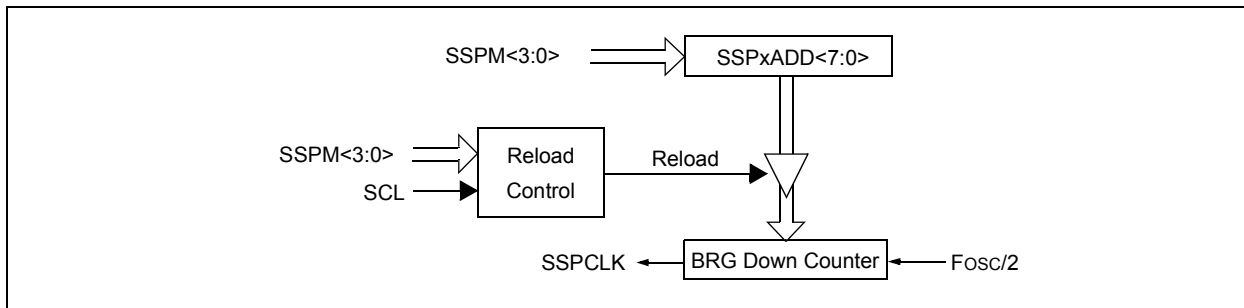 SSPM<3:0>
SSPxADD<7:0>
SSPM<3:0>
Reload
Control
Reload
SCL
SSPCLK
BRG Down Counter
FOSC/2